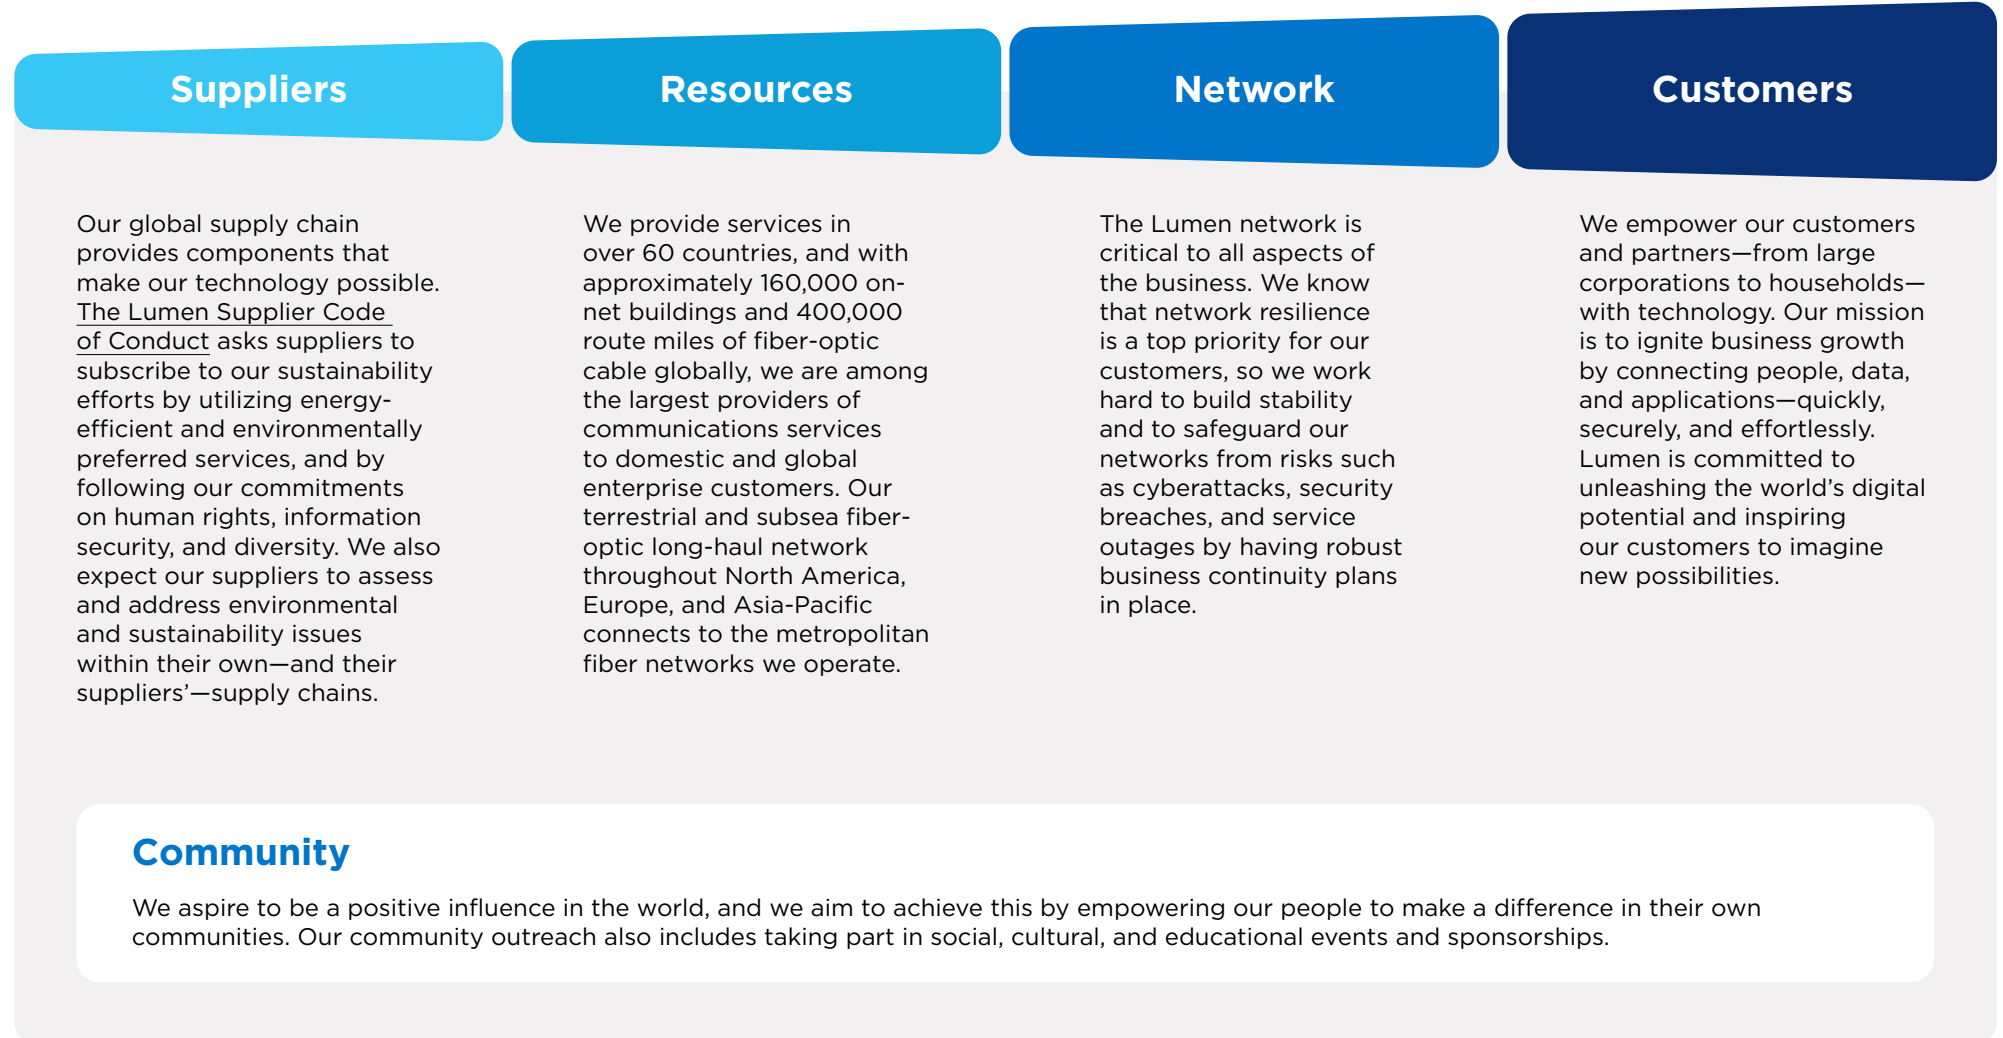 Suppliers
Our global supply chain
provides components that
make our technology possible.
The Lumen Supplier Code
of Conduct asks suppliers to
subscribe to our sustainability
efforts by utilizing energy-
efficient and environmentally
preferred services, and by
following our commitments
on human rights, information
security, and diversity. We also
expect our suppliers to assess
and address environmental
and sustainability issues
within their own—and their
suppliers’—supply chains.
Resources
We provide services in
over 60 countries, and with
approximately 160,000 on-
net buildings and 400,000
route miles of fiber-optic
cable globally, we are among
the largest providers of
communications services
to domestic and global
enterprise customers. Our
terrestrial and subsea fiber-
optic long-haul network
throughout North America,
Europe, and Asia-Pacific
connects to the metropolitan
fiber networks we operate.
Network
The Lumen network is
critical to all aspects of
the business. We know
that network resilience
is a top priority for our
customers, so we work
hard to build stability
and to safeguard our
networks from risks such
as cyberattacks, security
breaches, and service
outages by having robust
business continuity plans
in place.
Customers
We empower our customers
and partners—from large
corporations to households—
with technology. Our mission
is to ignite business growth
by connecting people, data,
and applications—quickly,
securely, and effortlessly.
Lumen is committed to
unleashing the world’s digital
potential and inspiring
our customers to imagine
new possibilities.
Community
We aspire to be a positive influence in the world, and we aim to achieve this by empowering our people to make a difference in their own
communities. Our community outreach also includes taking part in social, cultural, and educational events and sponsorships.